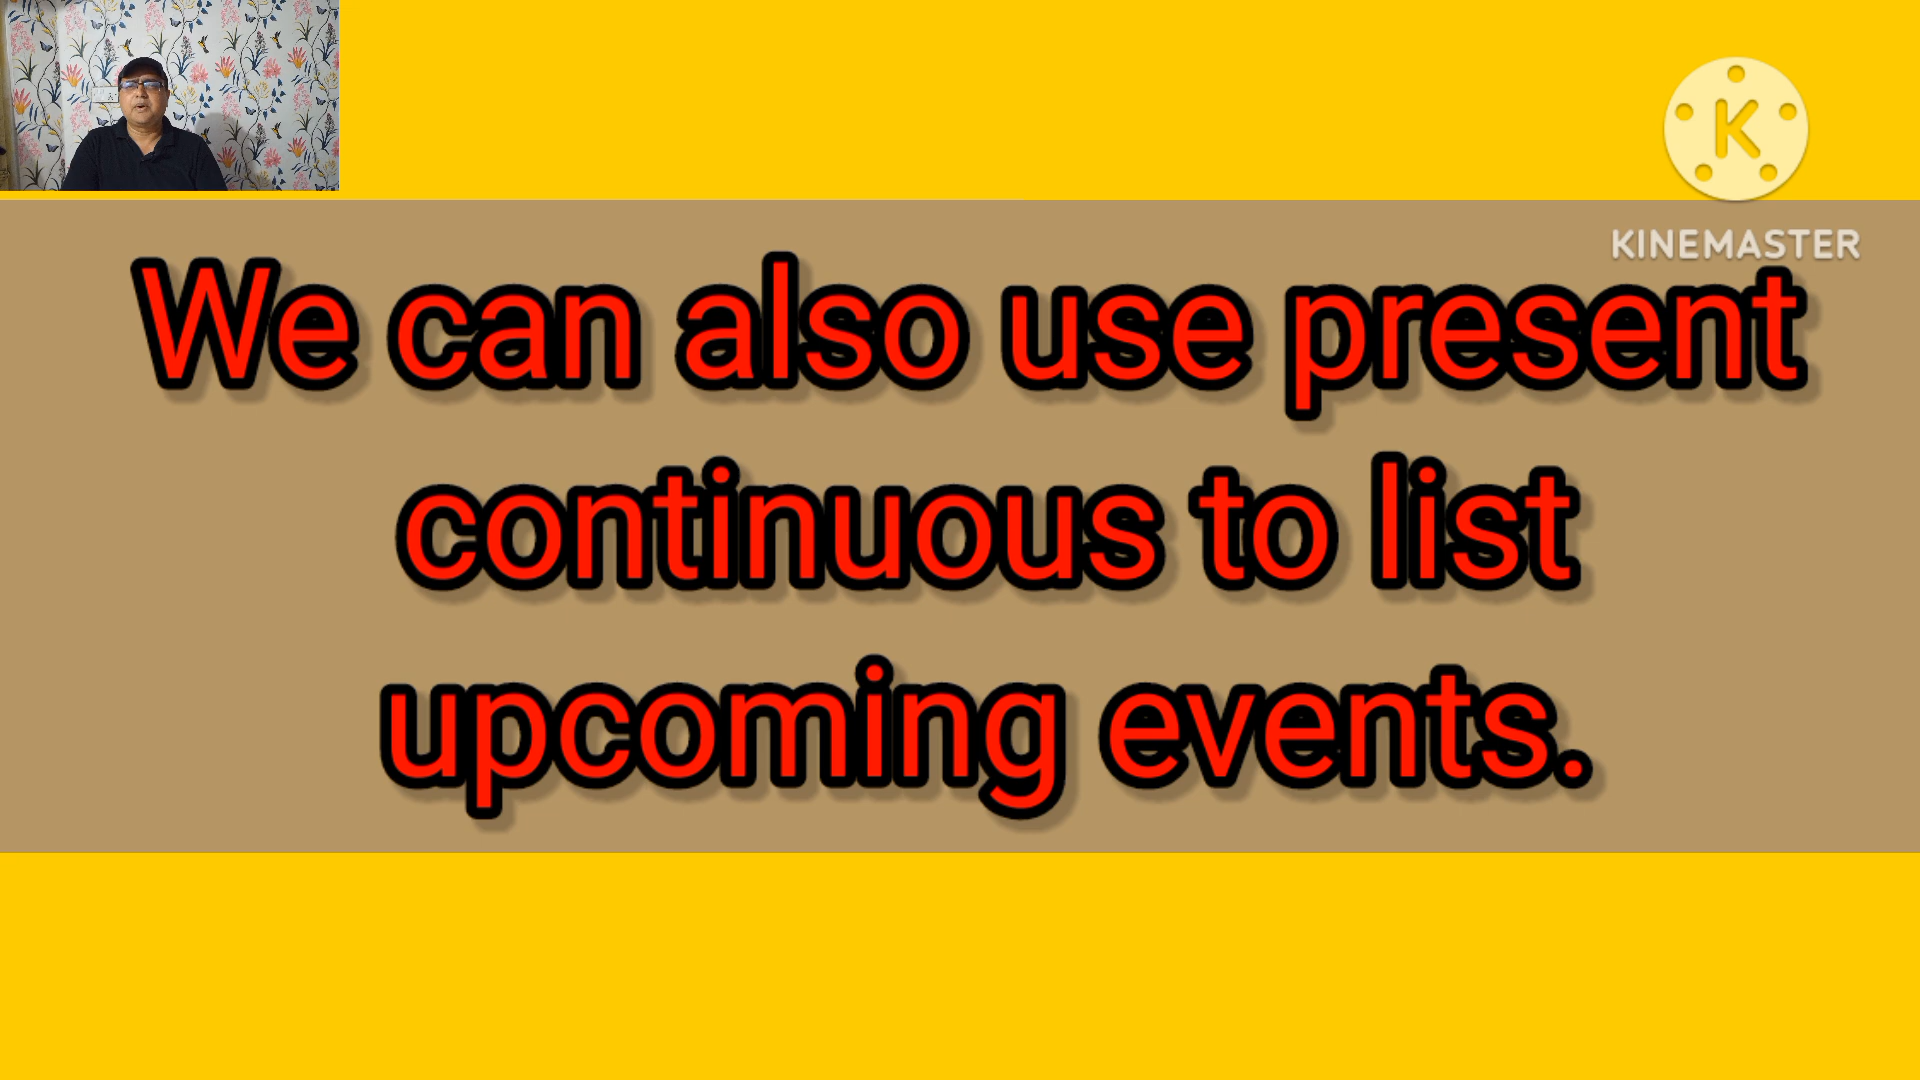 K
KINEMASTER
We can also use present
continuous to list
upcoming events.